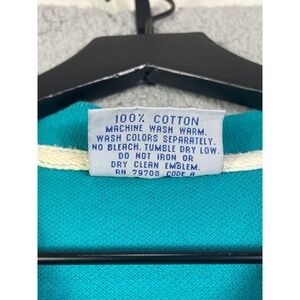 100% COTTON
MACHINE WASH WARM.
WASH COLORS SEPARATELY.
NO BLEACH. TUMBLE DRY LOW.
DO NOT IRON OR
DRY CLEAN EMBLEM.
RN 79708 CODE